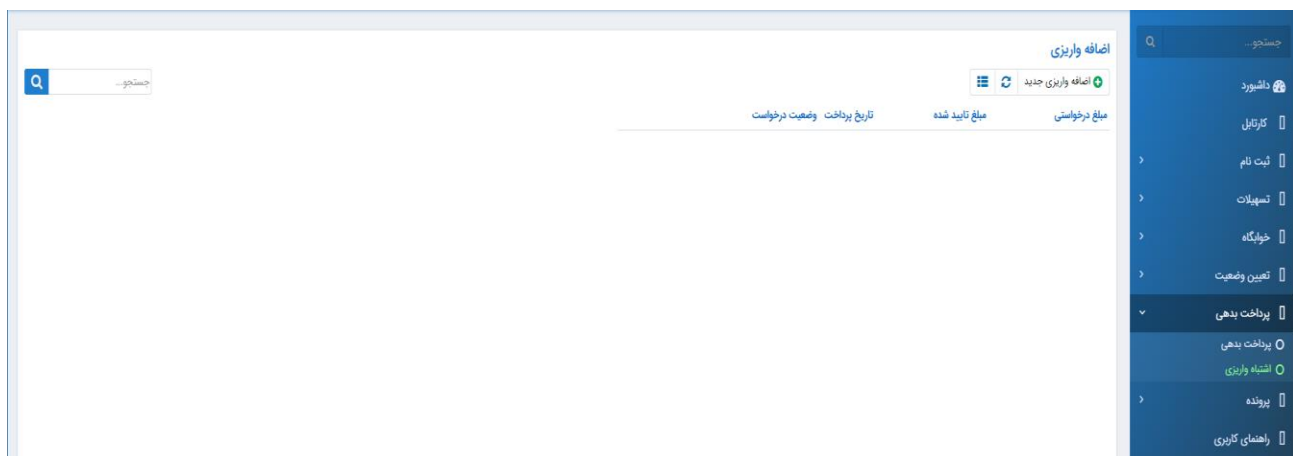 جستجو...
داشبورد
کارتابل
ثبت نام
تسهیلات
خوابگاه
تعیین وضعیت
پرداخت بدهی
پرداخت بدهی
اشتباه واریزی
پرونده
راهنمای کاربری
اضافه واریزی
اضافه واریزی جدید
جستجو...
مبلغ درخواستی مبلغ تایید شده تاریخ پرداخت وضعیت درخواست